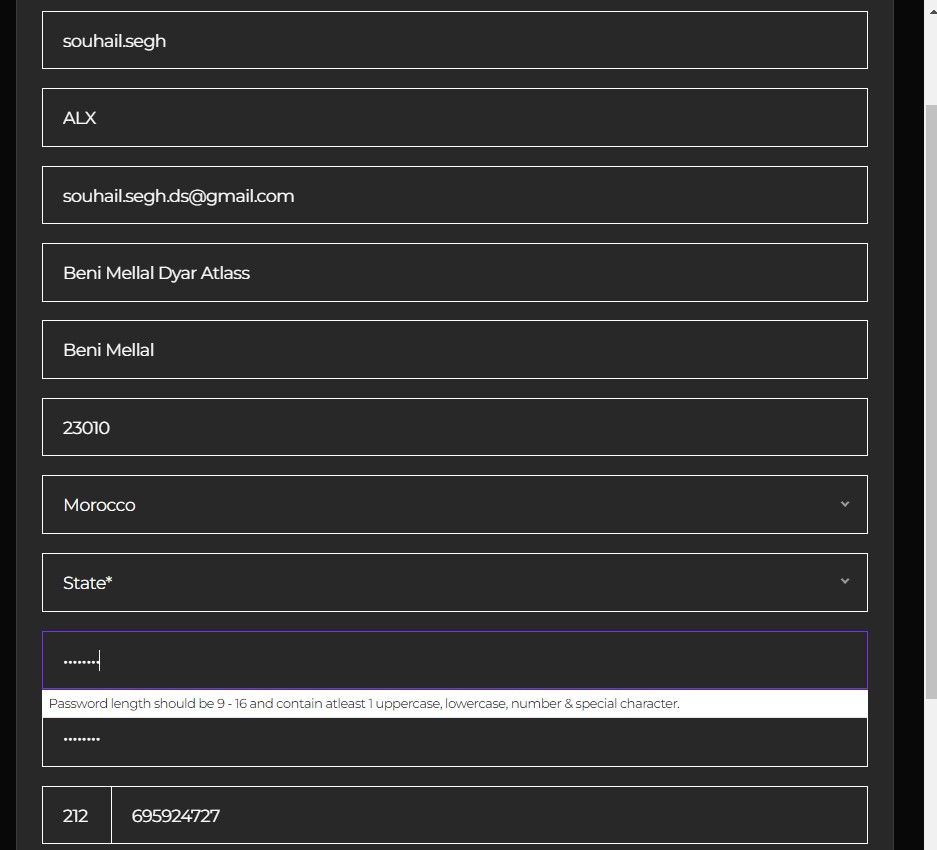 souhail.segh
ALX
souhail.segh.ds@gmail.com
Beni Mellal Dyar Atlass
Beni Mellal
23010
Morocco
State*
••••••••
Password length should be 9 - 16 and contain atleast 1 uppercase, lowercase, number & special character.
••••••••
212 695924727